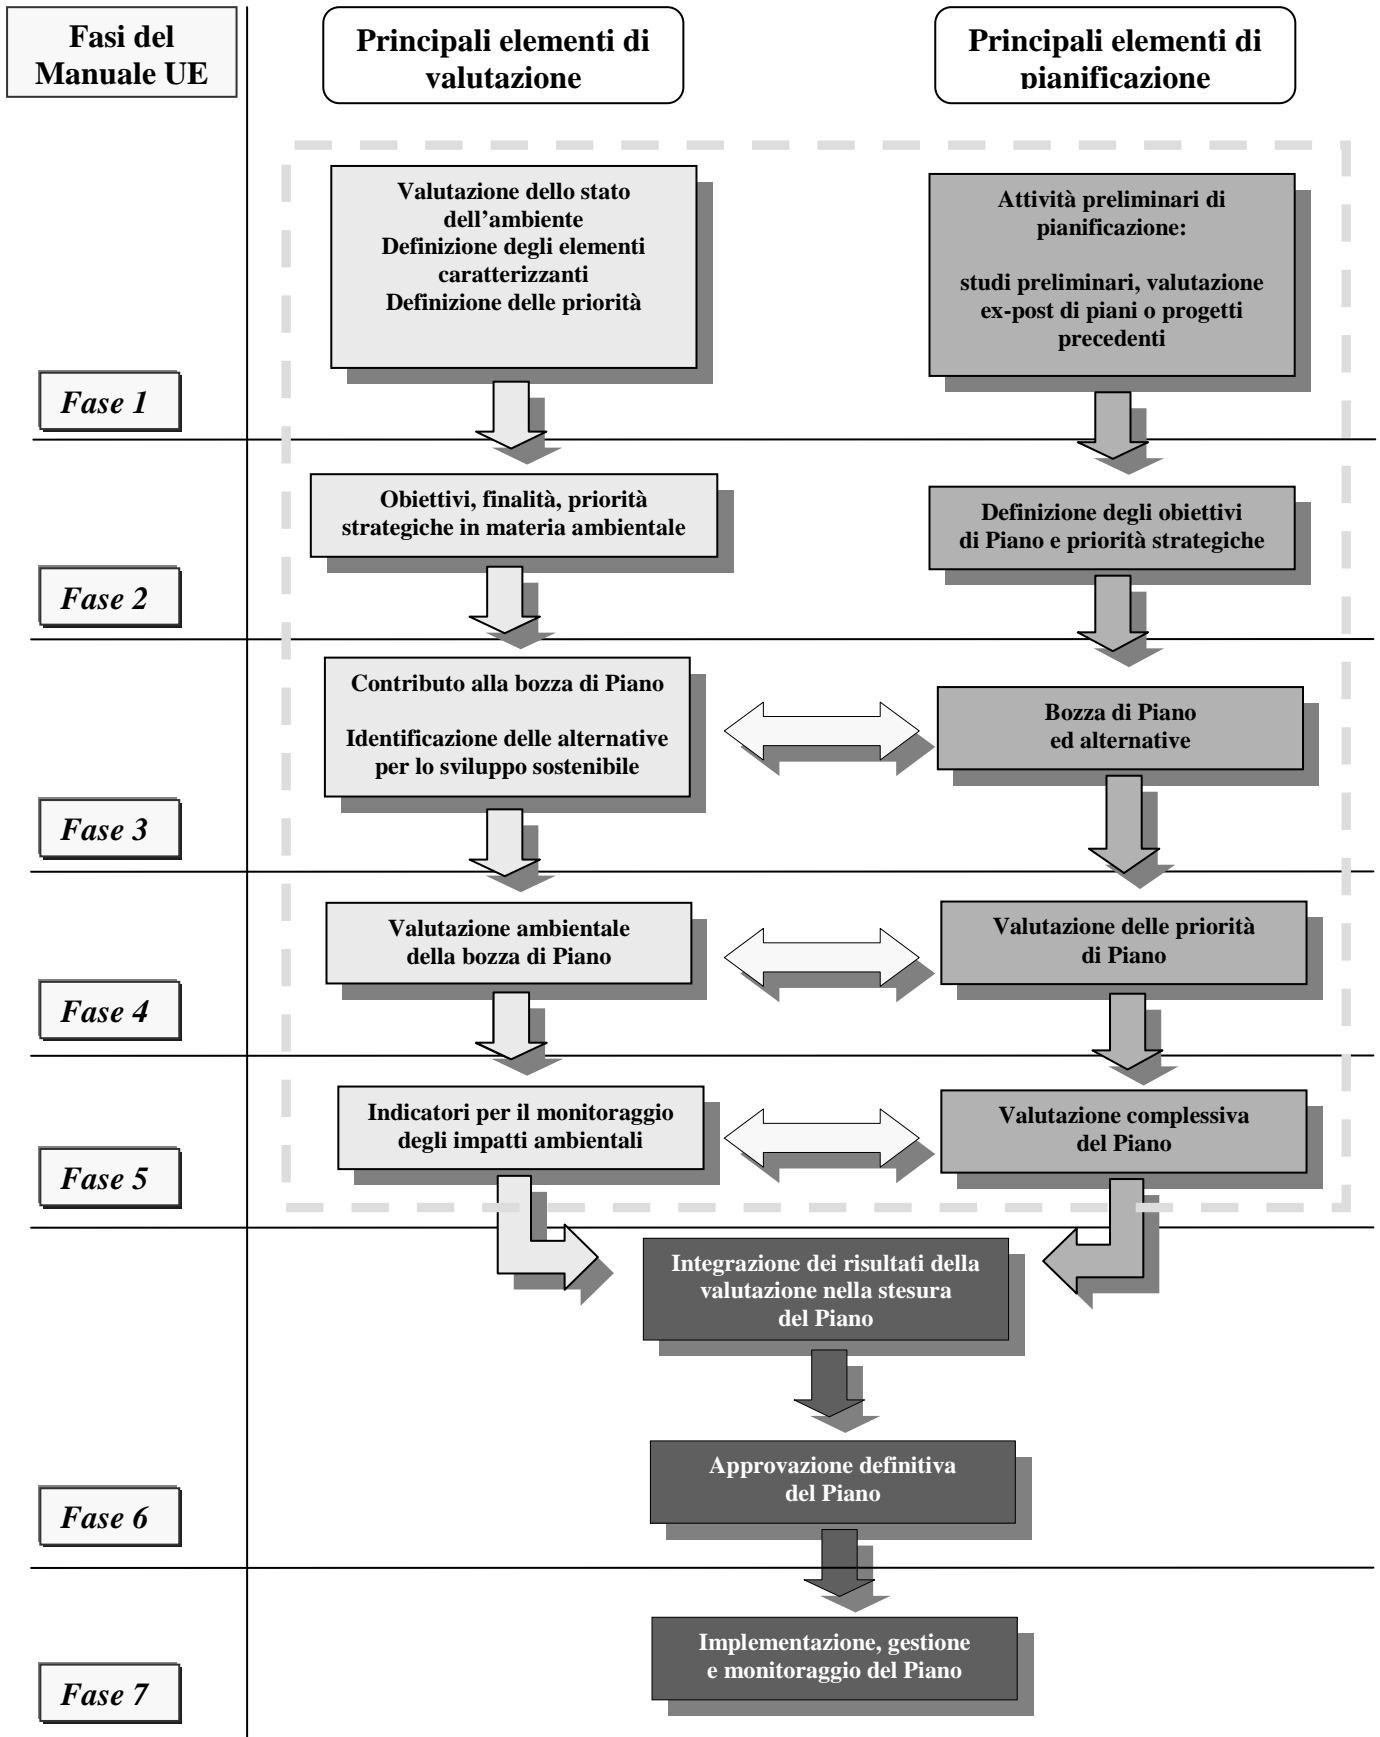 Fasi del
Manuale UE
Principali elementi di
valutazione
Principali elementi di
pianificazione
Valutazione dello stato
dell’ambiente
Definizione degli elementi
caratterizzanti
Definizione delle priorità
Attività preliminari di
pianificazione:
studi preliminari, valutazione
ex-post di piani o progetti
precedenti
Fase 1
Obiettivi, finalità, priorità
strategiche in materia ambientale
Definizione degli obiettivi
di Piano e priorità strategiche
Fase 2
Contributo alla bozza di Piano
Identificazione delle alternative
per lo sviluppo sostenibile
Bozza di Piano
ed alternative
Fase 3
Valutazione ambientale
della bozza di Piano
Valutazione delle priorità
di Piano
Fase 4
Indicatori per il monitoraggio
degli impatti ambientali
Valutazione complessiva
del Piano
Fase 5
Integrazione dei risultati della
valutazione nella stesura
del Piano
Approvazione definitiva
del Piano
Fase 6
Implementazione, gestione
e monitoraggio del Piano
Fase 7